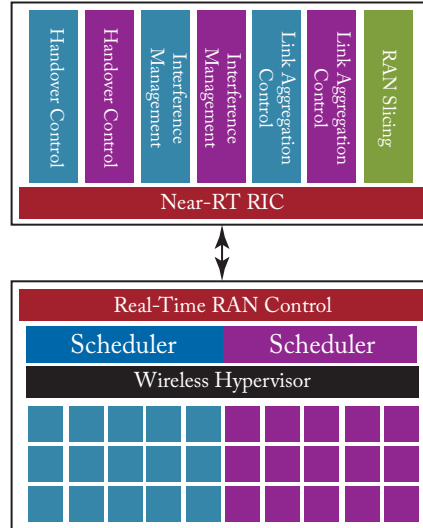 Handover Control
Handover Control
Interference
Management
Interference
Management
Link Aggregation
Control
Link Aggregation
Control
RAN Slicing
Near-RT RIC
Real-Time RAN Control
Scheduler
Scheduler
Wireless Hypervisor